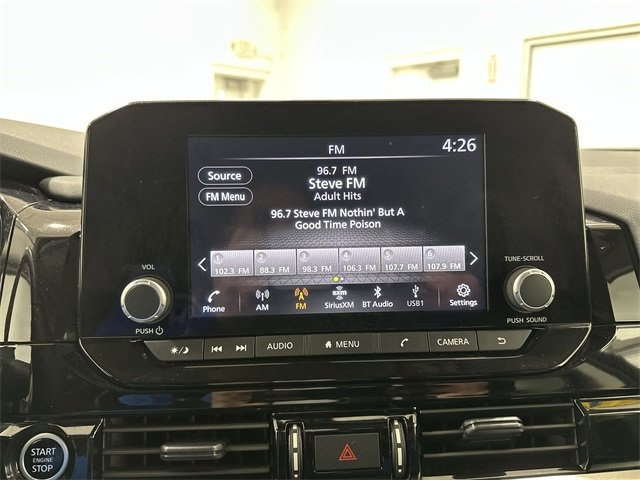 FM
4:26
Source
FM Menu
96.7 FM
Steve FM
Adult Hits
96.7 Steve FM Nothin' But A
Good Time Poison
1 2 3 4 5 6
102.3 FM 88.3 FM 98.3 FM 106.3 FM 107.7 FM 107.9 FM
Phone AM FM SiriusXM BT Audio USB1 Settings
sxm
VOL
PUSH
TUNE·SCROLL
PUSH SOUND
AUDIO MENU CAMERA
START
ENGINE
STOP